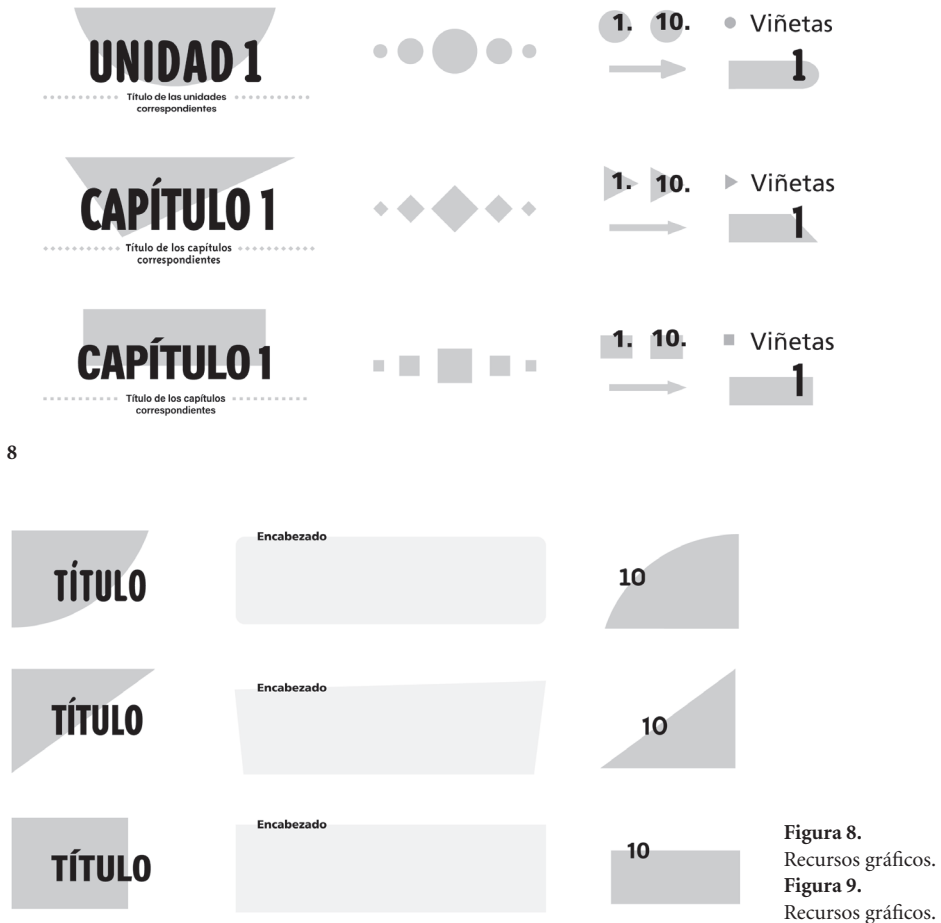 UNIDAD 1
Título de las unidades
correspondientes
1. 10.
Viñetas
1
CAPÍTULO 1
Título de los capítulos
correspondientes
1. 10.
Viñetas
1
CAPÍTULO 1
Título de los capítulos
correspondientes
1. 10.
Viñetas
1
8
TÍTULO
Encabezado
10
TÍTULO
Encabezado
10
TÍTULO
Encabezado
10
Figura 8.
Recursos gráficos.
Figura 9.
Recursos gráficos.